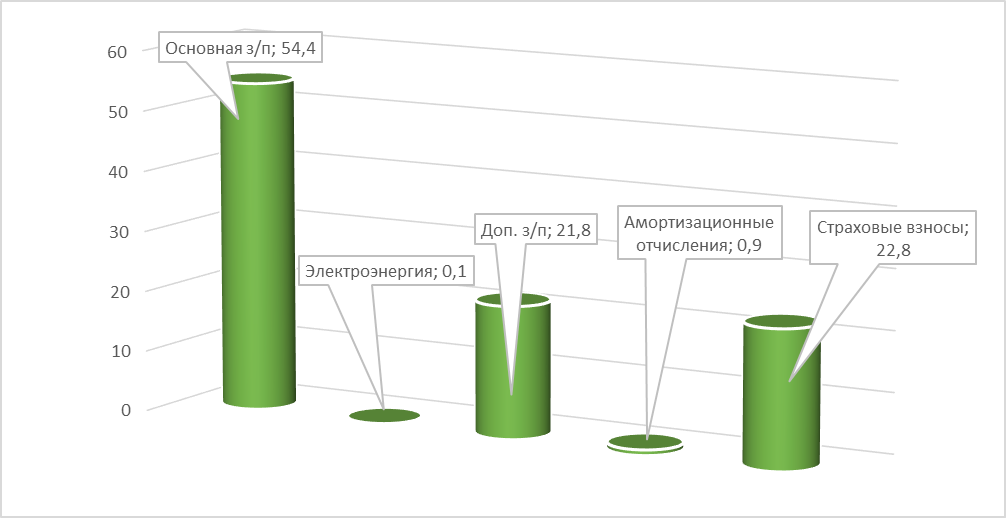 60
50
40
30
20
10
0
Основная з/п; 54,4
Электроэнергия; 0,1
Доп. з/п; 21,8
Амортизационные
отчисления; 0,9
Страховые взносы;
22,8